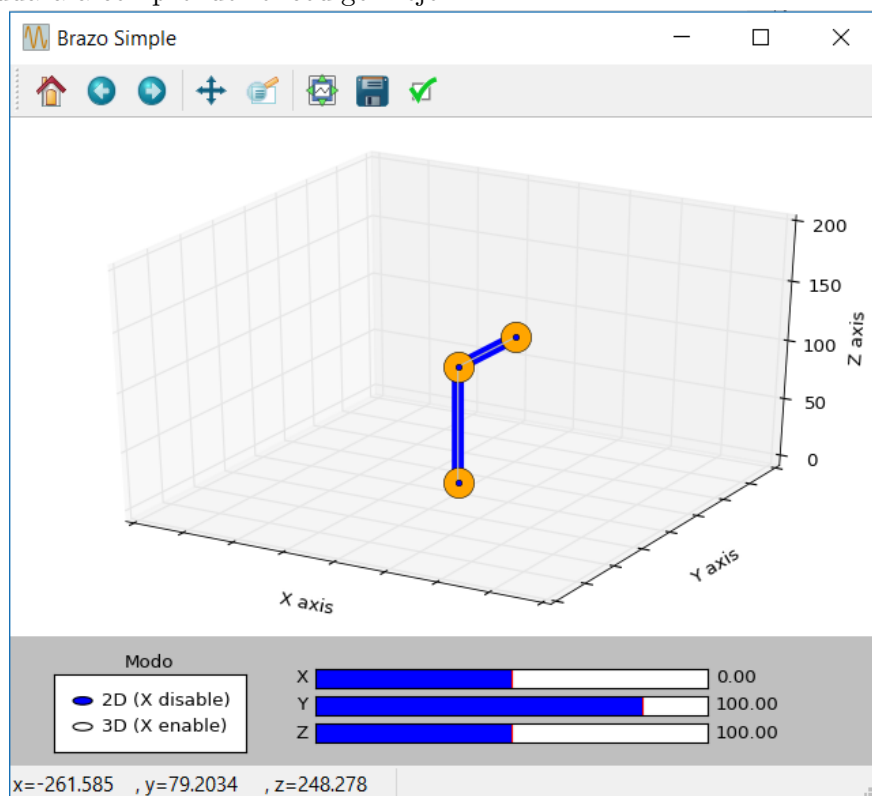 Brazo Simple
200
150
100
50
0
Z axis
Y axis
X axis
Modo
2D (X disable)
3D (X enable)
X 0.00
Y 100.00
Z 100.00
x=-261.585 , y=79.2034 , z=248.278